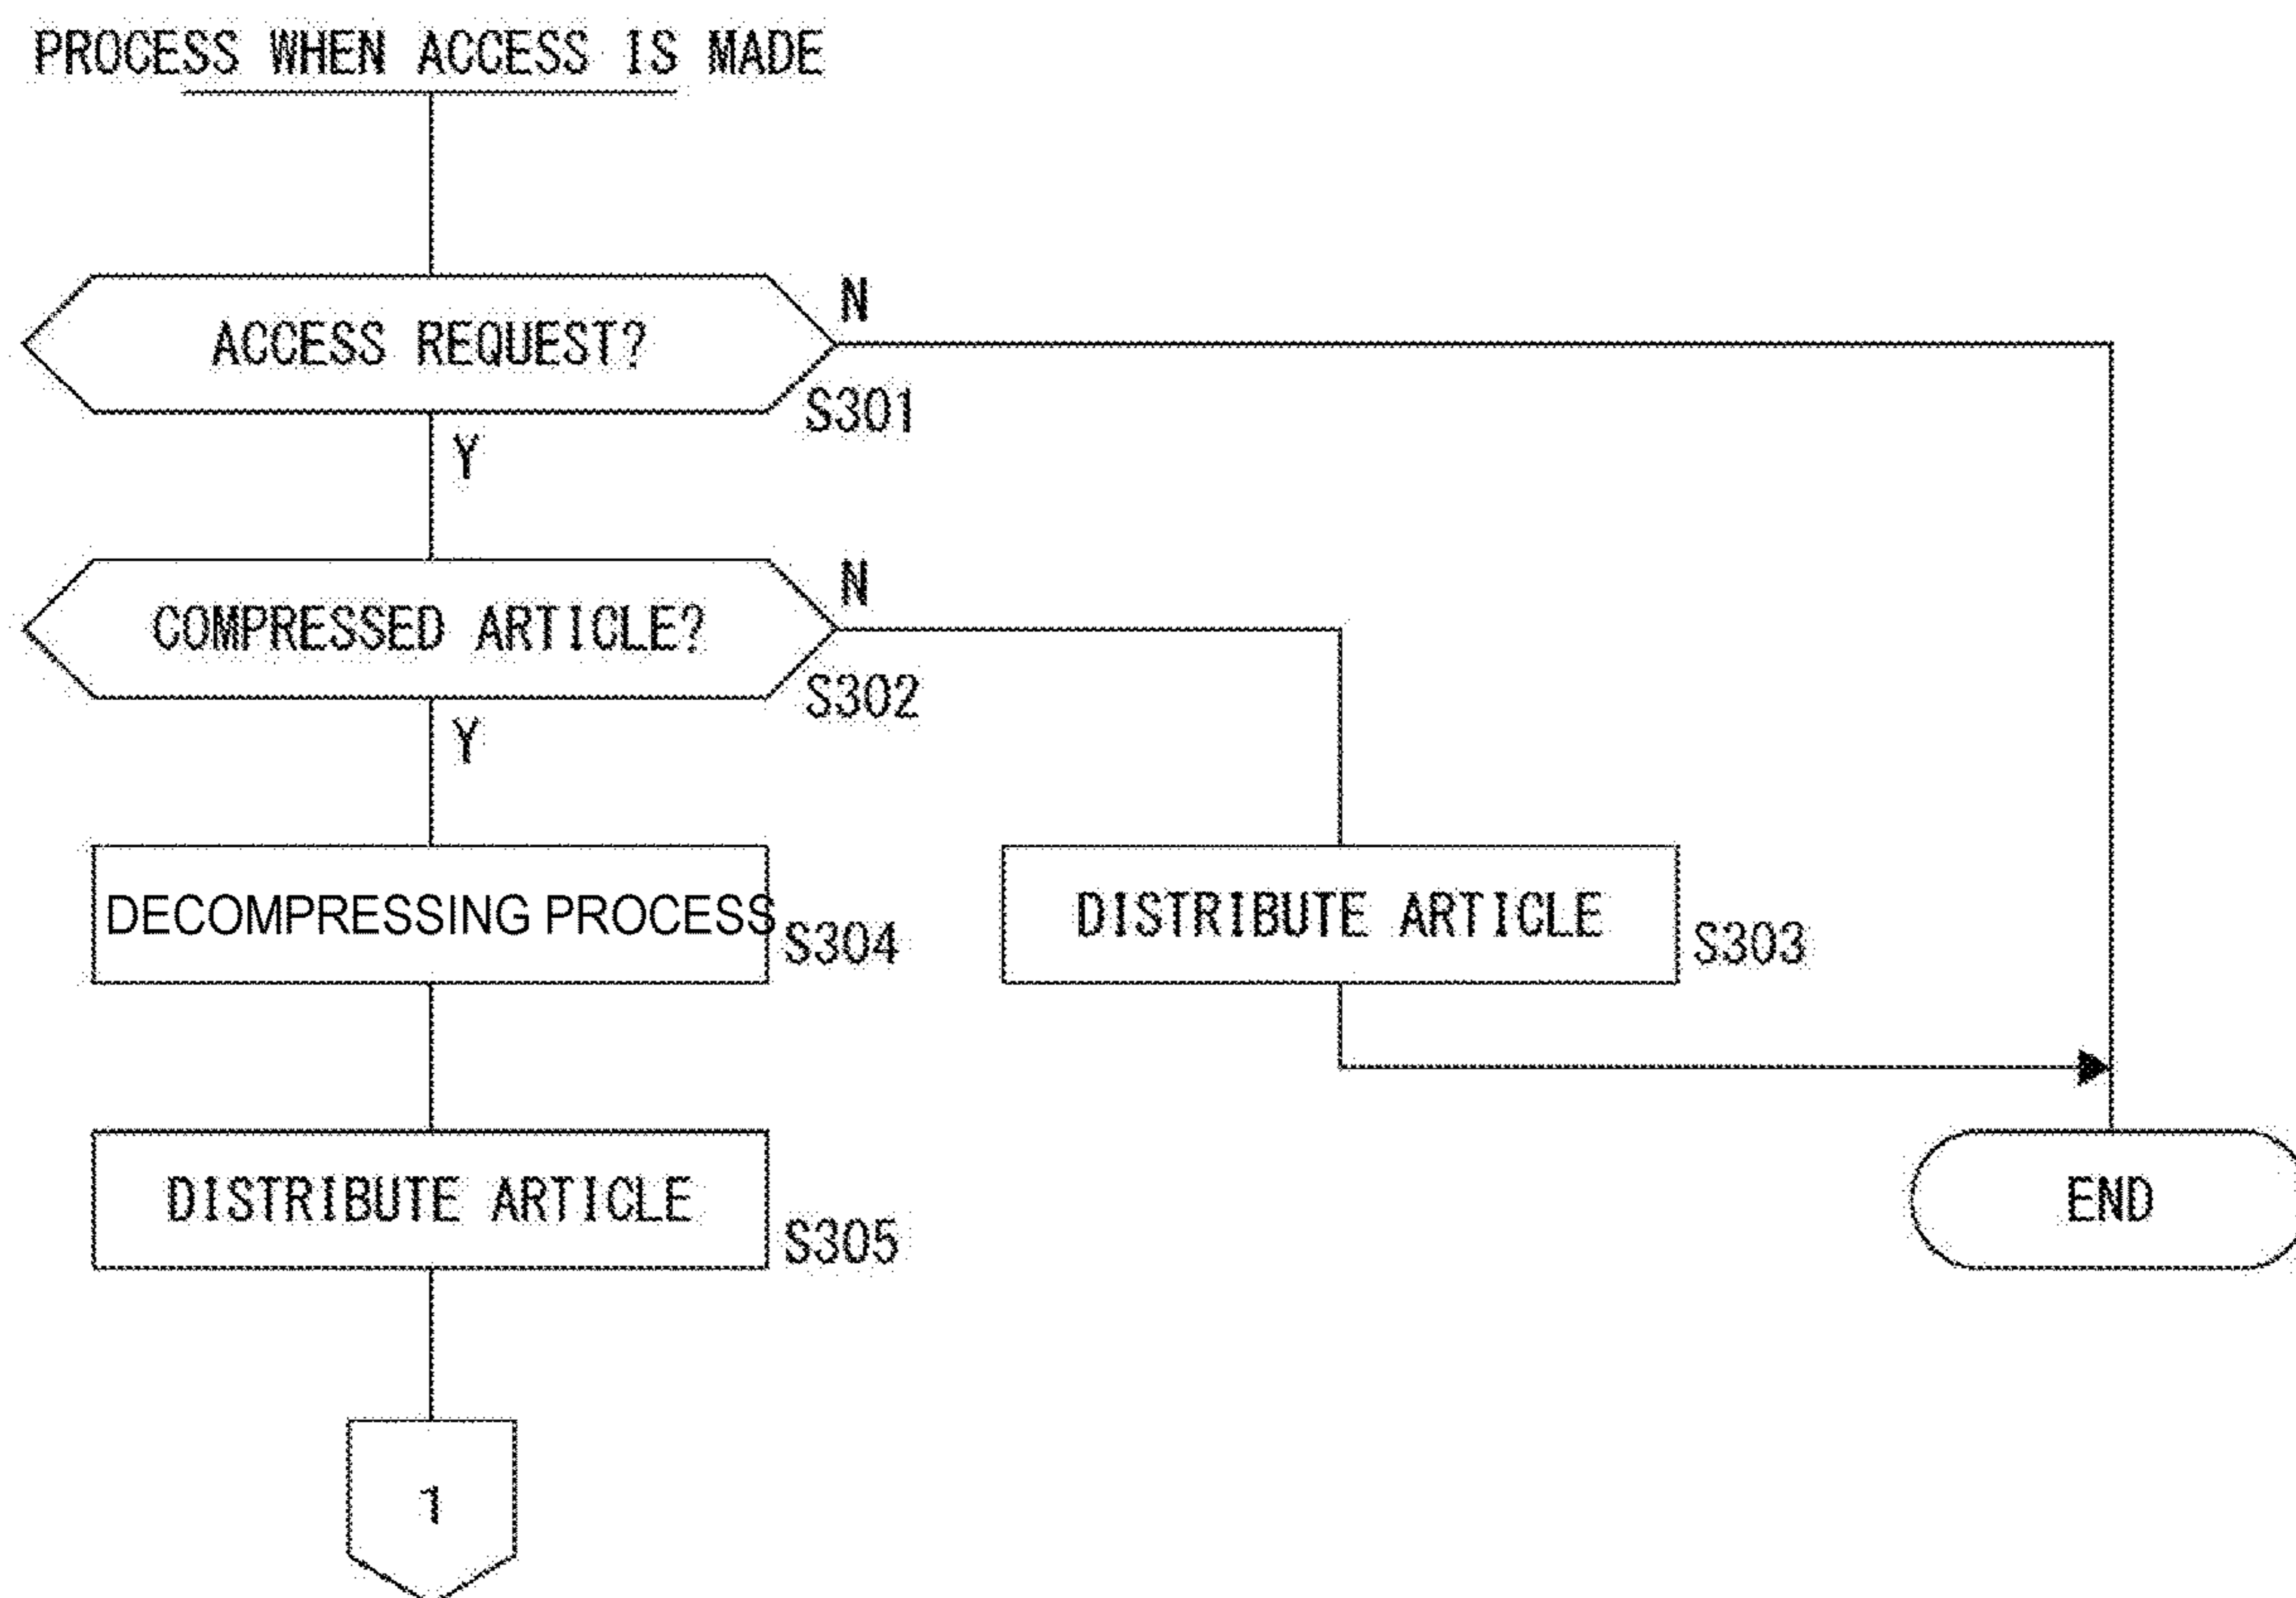 PROCESS WHEN ACCESS IS MADE
ACCESS REQUEST?
N
S301
Y
COMPRESSED ARTICLE?
N
S302
Y
DECOMPRESSING PROCESS
S304
DISTRIBUTE ARTICLE
S303
DISTRIBUTE ARTICLE
S305
END
1